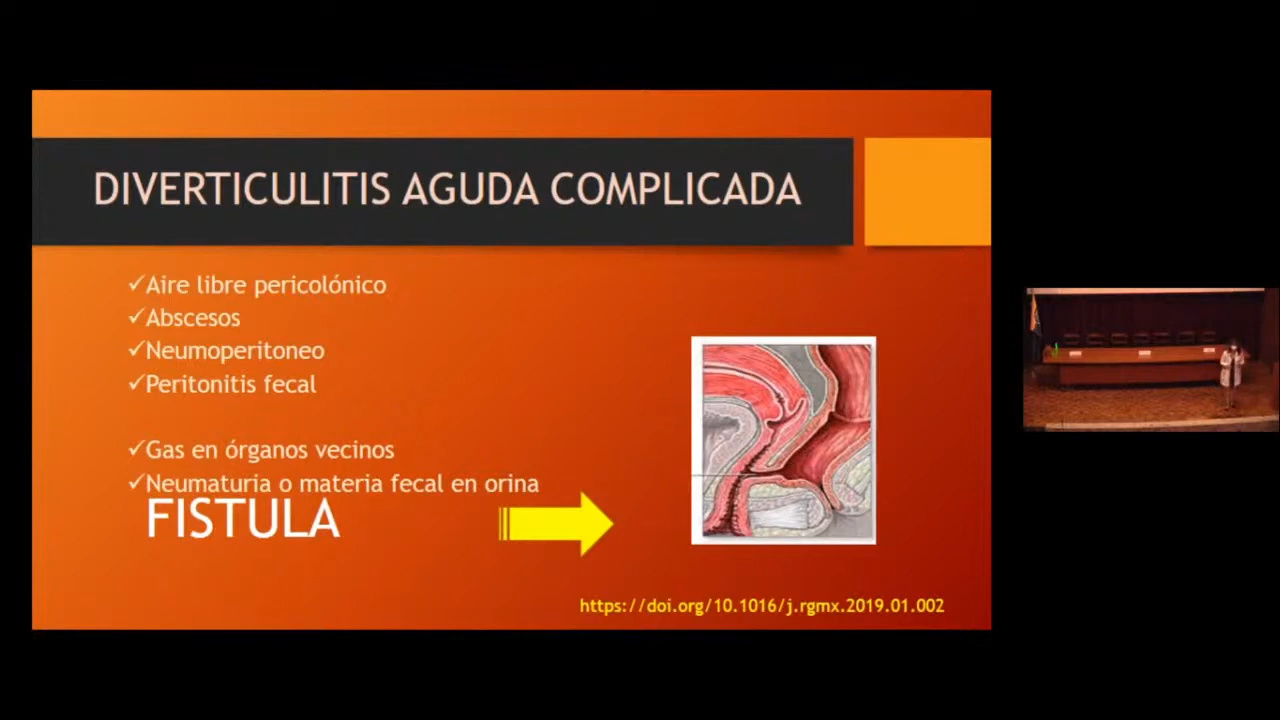 DIVERTICULITIS AGUDA COMPLICADA
✓Aire libre pericolónico
✓Abscesos
✓Neumoperitoneo
✓Peritonitis fecal
✓Gas en órganos vecinos
✓Neumaturia o materia fecal en orina
FISTULA
https://doi.org/10.1016/j.rgmx.2019.01.002